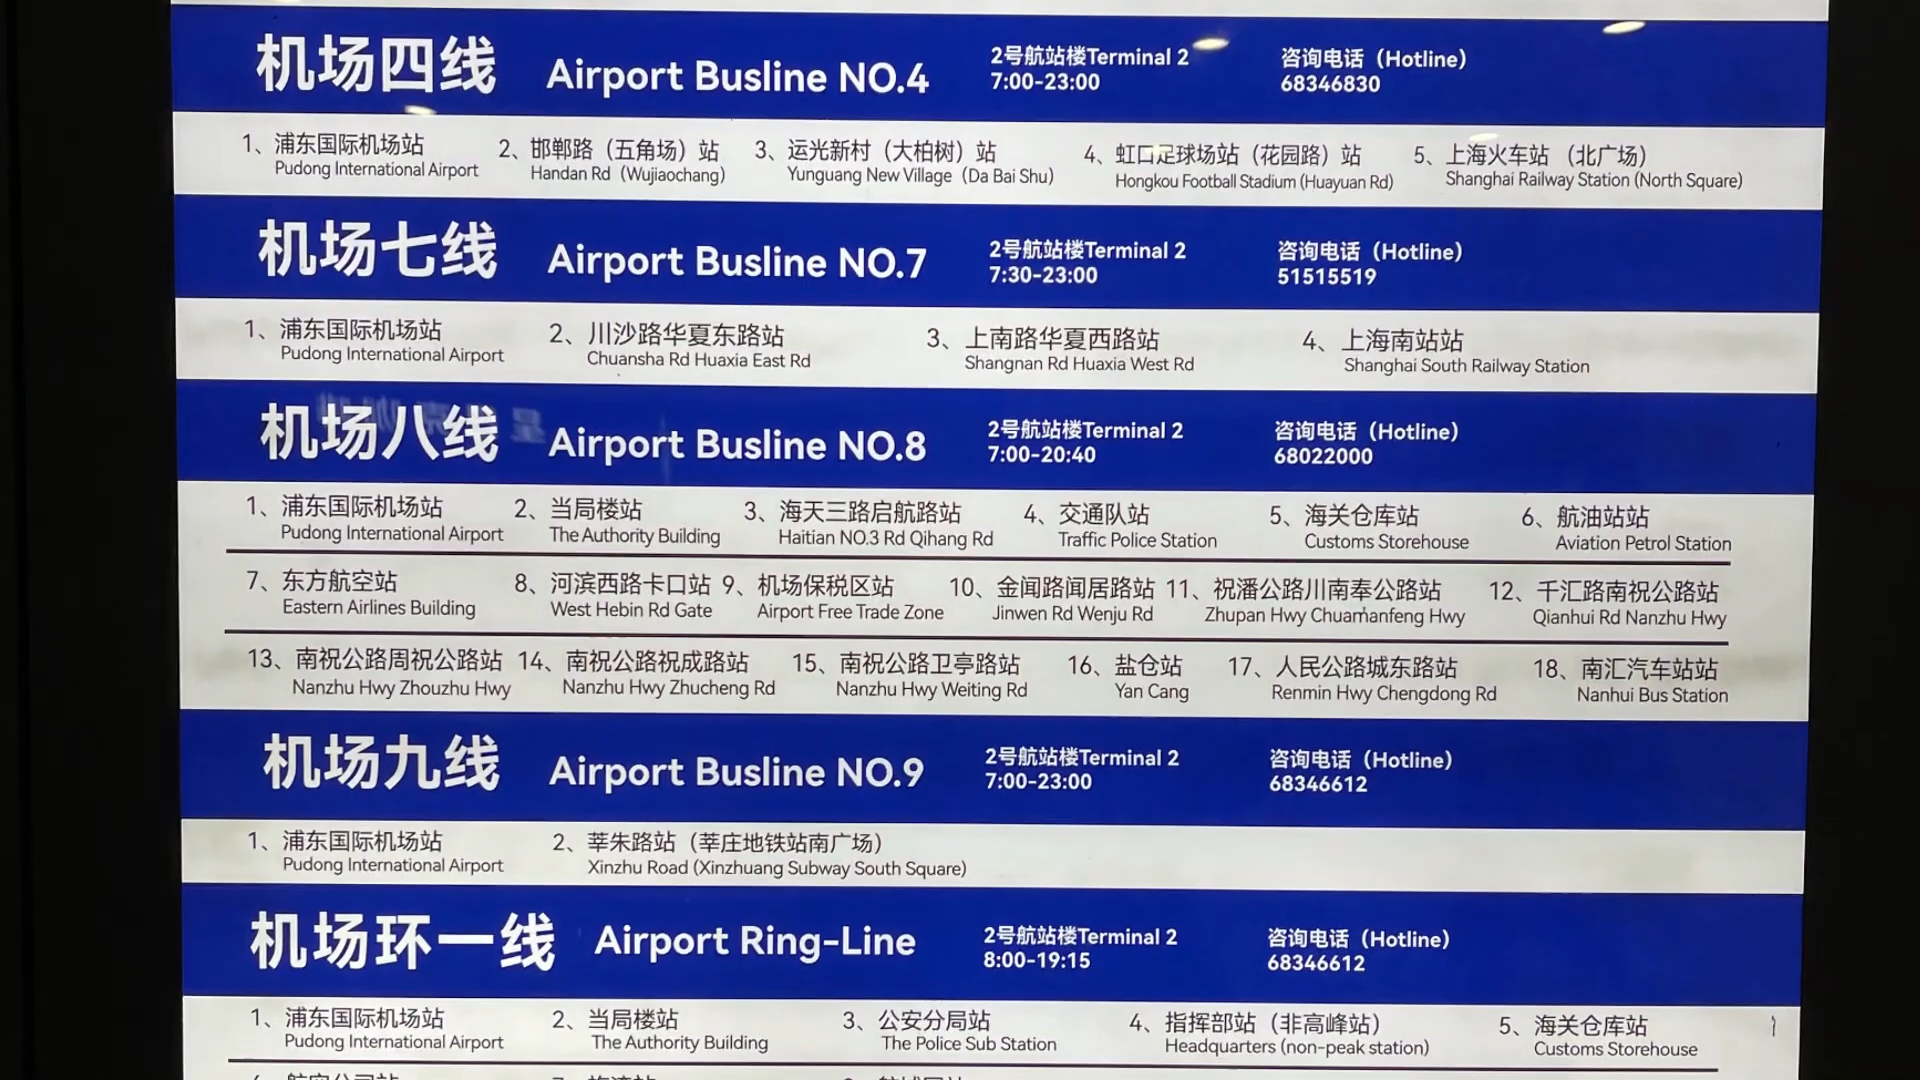 机场四线 Airport Busline NO.4 2号航站楼Terminal 2 咨询电话（Hotline）
7:00-23:00 68346830
1、浦东国际机场站 2、邯郸路（五角场）站 3、运光新村（大柏树）站 4、虹口足球场站（花园路）站 5、上海火车站（北广场）
Pudong International Airport Handan Rd（Wujiaochang） Yunguang New Village（Da Bai Shu） Hongkou Football Stadium (Huayuan Rd) Shanghai Railway Station (North Square)
机场七线 Airport Busline NO.7 2号航站楼Terminal 2 咨询电话（Hotline）
7:30-23:00 51515519
1、浦东国际机场站 2、川沙路华夏东路站 3、上南路华夏西路站 4、上海南站站
Pudong International Airport Chuansha Rd Huaxia East Rd Shangnan Rd Huaxia West Rd Shanghai South Railway Station
机场八线 Airport Busline NO.8 2号航站楼Terminal 2 咨询电话（Hotline）
7:00-20:40 68022000
1、浦东国际机场站 2、当局楼站 3、海天三路启航路站 4、交通队站 5、海关仓库站 6、航油站站
Pudong International Airport The Authority Building Haitian NO.3 Rd Qihang Rd Traffic Police Station Customs Storehouse Aviation Petrol Station
7、东方航空站 8、河滨西路卡口站 9、机场保税区站 10、金闻路闻居路站 11、祝潘公路川南奉公路站 12、千汇路南祝公路站
Eastern Airlines Building West Hebin Rd Gate Airport Free Trade Zone Jinwen Rd Wenju Rd Zhupan Hwy Chuannanfeng Hwy Qianhui Rd Nanzhu Hwy
13、南祝公路周祝公路站 14、南祝公路祝成路站 15、南祝公路卫亭路站 16、盐仓站 17、人民公路城东路站 18、南汇汽车站站
Nanzhu Hwy Zhouzhu Hwy Nanzhu Hwy Zhucheng Rd Nanzhu Hwy Weiting Rd Yan Cang Renmin Hwy Chengdong Rd Nanhui Bus Station
机场九线 Airport Busline NO.9 2号航站楼Terminal 2 咨询电话（Hotline）
7:00-23:00 68346612
1、浦东国际机场站 2、莘朱路站（莘庄地铁站南广场）
Pudong International Airport Xinzhu Road (Xinzhuang Subway South Square)
机场环一线 Airport Ring-Line 2号航站楼Terminal 2 咨询电话（Hotline）
8:00-19:15 68346612
1、浦东国际机场站 2、当局楼站 3、公安分局站 4、指挥部站（非高峰站） 5、海关仓库站
Pudong International Airport The Authority Building The Police Sub Station Headquarters (non-peak station) Customs Storehouse